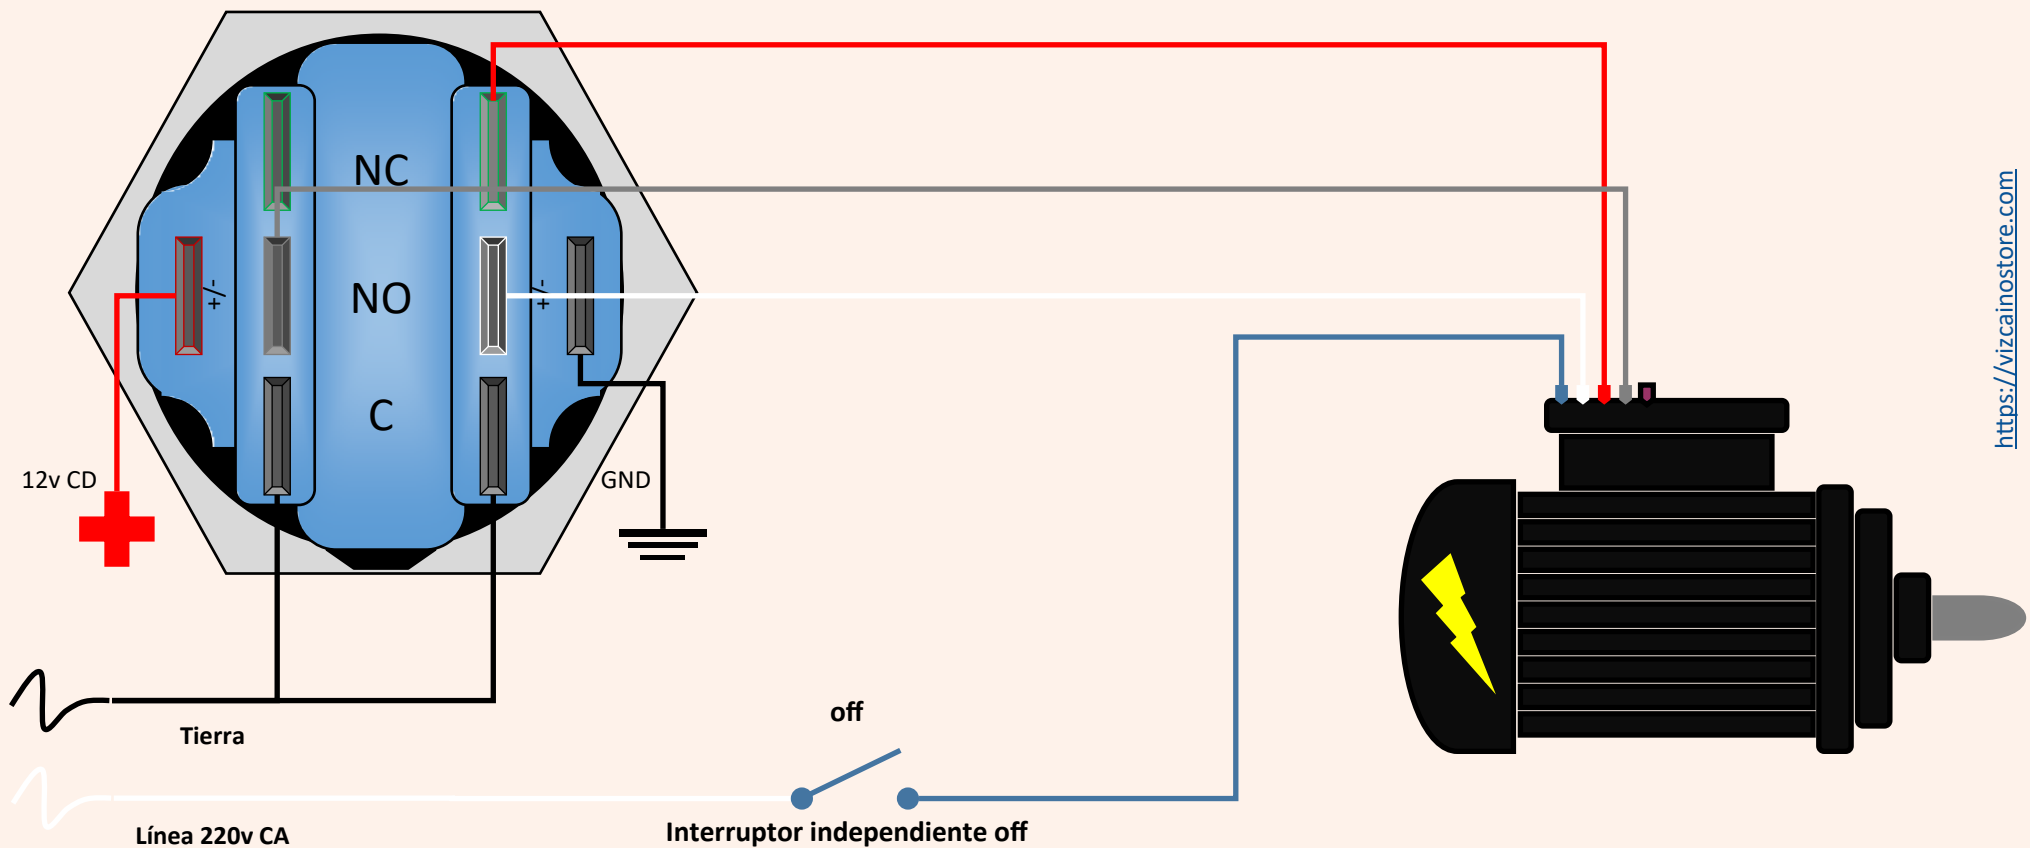 NC
NO
C
+/-
+/-
12v CD
GND
Tierra
off
Línea 220v CA
Interruptor independiente off
https://vizcainostore.com